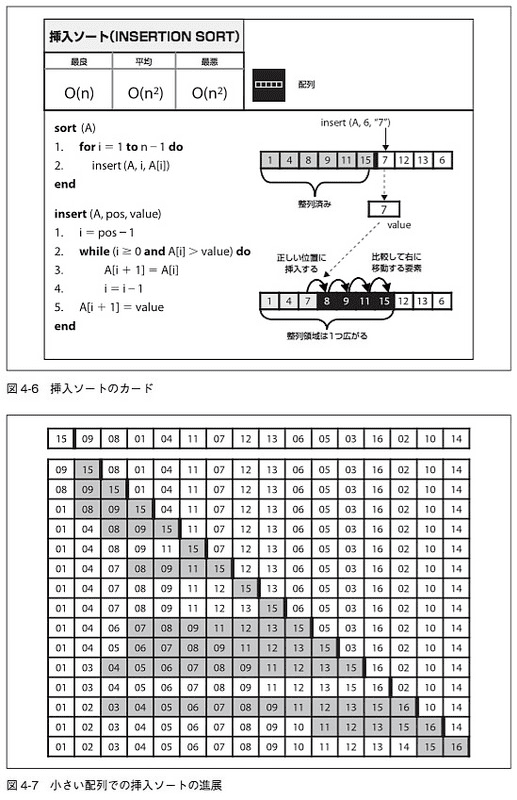 挿入ソート(INSERTION SORT)
最良 平均 最悪
O(n) O(n²) O(n²)
配列
sort (A)
1. for i = 1 to n − 1 do
2. insert (A, i, A[i])
end
insert (A, pos, value)
1. i = pos − 1
2. while (i ≥ 0 and A[i] > value) do
3. A[i + 1] = A[i]
4. i = i − 1
5. A[i + 1] = value
end
insert (A, 6, “7”)
1 4 8 9 11 15 7 12 13 6
整列済み
7
value
正しい位置に
挿入する
比較して右に
移動する要素
1 4 7 8 9 11 15 12 13 6
整列領域は1つ広がる
図 4-6 挿入ソートのカード
15 09 08 01 04 11 07 12 13 06 05 03 16 02 10 14
09 15 08 01 04 11 07 12 13 06 05 03 16 02 10 14
08 09 15 01 04 11 07 12 13 06 05 03 16 02 10 14
01 08 09 15 04 11 07 12 13 06 05 03 16 02 10 14
01 04 08 09 15 11 07 12 13 06 05 03 16 02 10 14
01 04 08 09 11 15 07 12 13 06 05 03 16 02 10 14
01 04 07 08 09 11 15 12 13 06 05 03 16 02 10 14
01 04 07 08 09 11 12 15 13 06 05 03 16 02 10 14
01 04 07 08 09 11 12 13 15 06 05 03 16 02 10 14
01 04 06 07 08 09 11 12 13 15 05 03 16 02 10 14
01 04 05 06 07 08 09 11 12 13 15 03 16 02 10 14
01 03 04 05 06 07 08 09 11 12 13 15 16 02 10 14
01 03 04 05 06 07 08 09 11 12 13 15 16 02 10 14
01 02 03 04 05 06 07 08 09 11 12 13 15 16 10 14
01 02 03 04 05 06 07 08 09 10 11 12 13 15 16 14
01 02 03 04 05 06 07 08 09 10 11 12 13 14 15 16
図 4-7 小さい配列での挿入ソートの進展